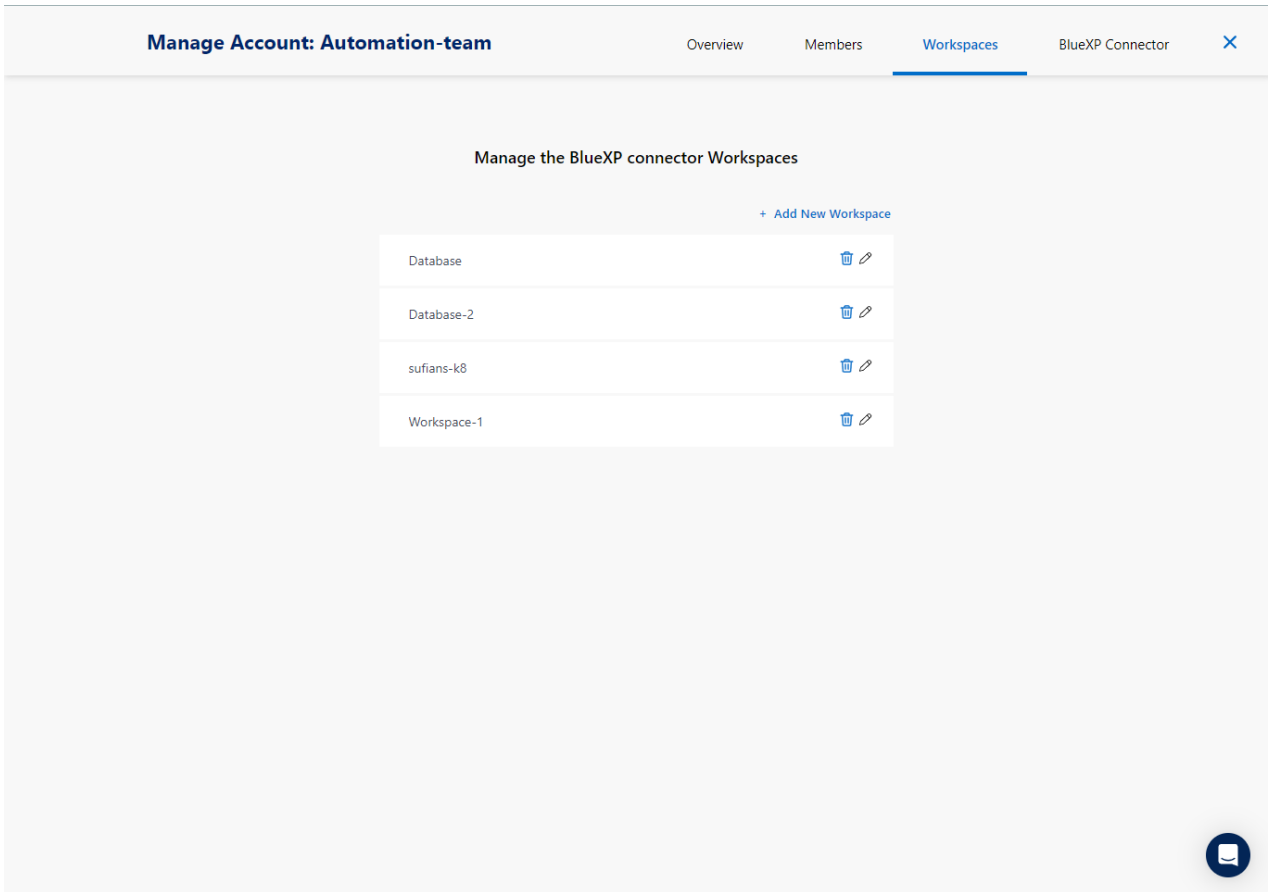 Manage Account: Automation-team
Overview
Members
Workspaces
BlueXP Connector
Manage the BlueXP connector Workspaces
+ Add New Workspace
Database
Database-2
sufians-k8
Workspace-1